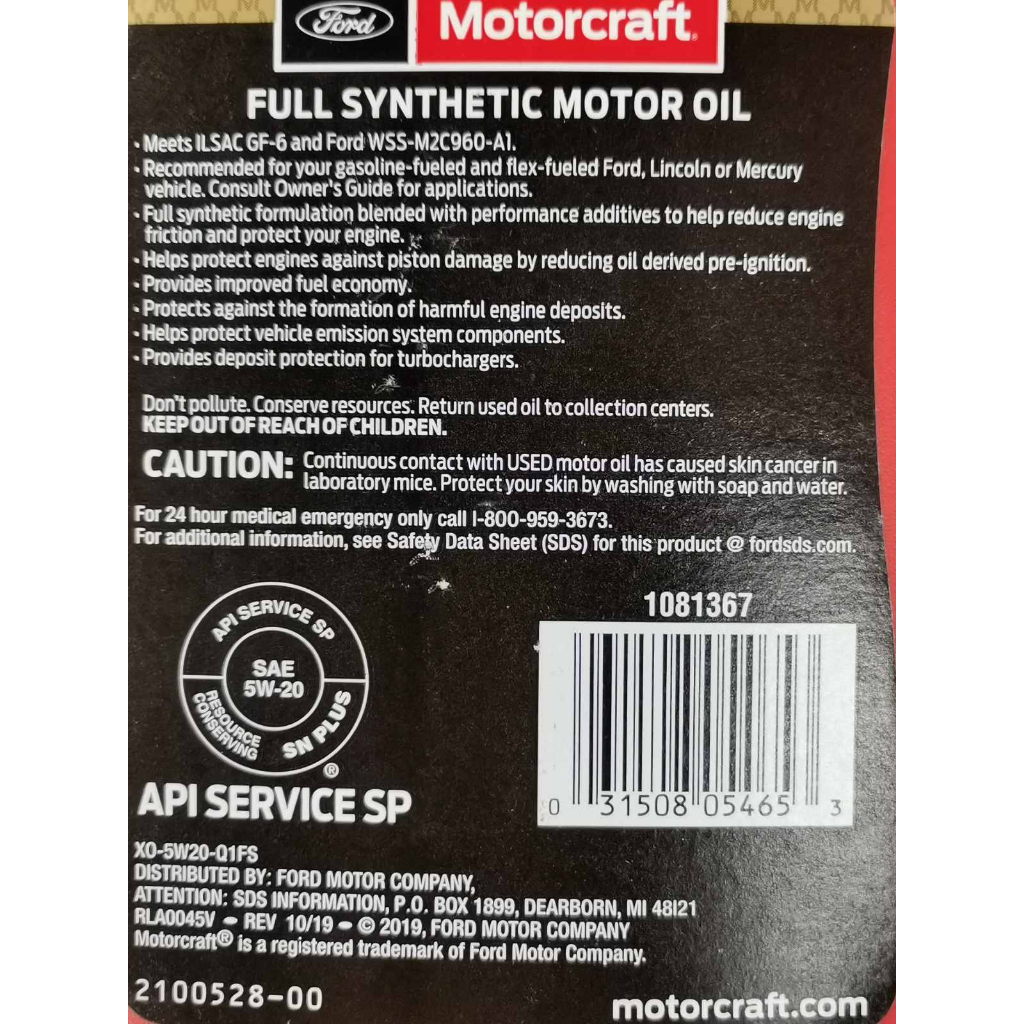 Ford Motorcraft®
FULL SYNTHETIC MOTOR OIL
• Meets ILSAC GF-6 and Ford WSS-M2C960-A1.
• Recommended for your gasoline-fueled and flex-fueled Ford, Lincoln or Mercury
vehicle. Consult Owner's Guide for applications.
• Full synthetic formulation blended with performance additives to help reduce engine
friction and protect your engine.
• Helps protect engines against piston damage by reducing oil derived pre-ignition.
• Provides improved fuel economy.
• Protects against the formation of harmful engine deposits.
• Helps protect vehicle emission system components.
• Provides deposit protection for turbochargers.
Don't pollute. Conserve resources. Return used oil to collection centers.
KEEP OUT OF REACH OF CHILDREN.
CAUTION: Continuous contact with USED motor oil has caused skin cancer in
laboratory mice. Protect your skin by washing with soap and water.
For 24 hour medical emergency only call 1-800-959-3673.
For additional information, see Safety Data Sheet (SDS) for this product @ fordsds.com.
API SERVICE SP
SAE
5W-20
RESOURCE
CONSERVING
SN PLUS
®
API SERVICE SP
1081367
0 31508 05465 3
XO-5W20-Q1FS
DISTRIBUTED BY: FORD MOTOR COMPANY,
ATTENTION: SDS INFORMATION, P.O. BOX 1899, DEARBORN, MI 48121
RLA0045V – REV 10/19 – © 2019, FORD MOTOR COMPANY
Motorcraft® is a registered trademark of Ford Motor Company.
2100528-00
motorcraft.com